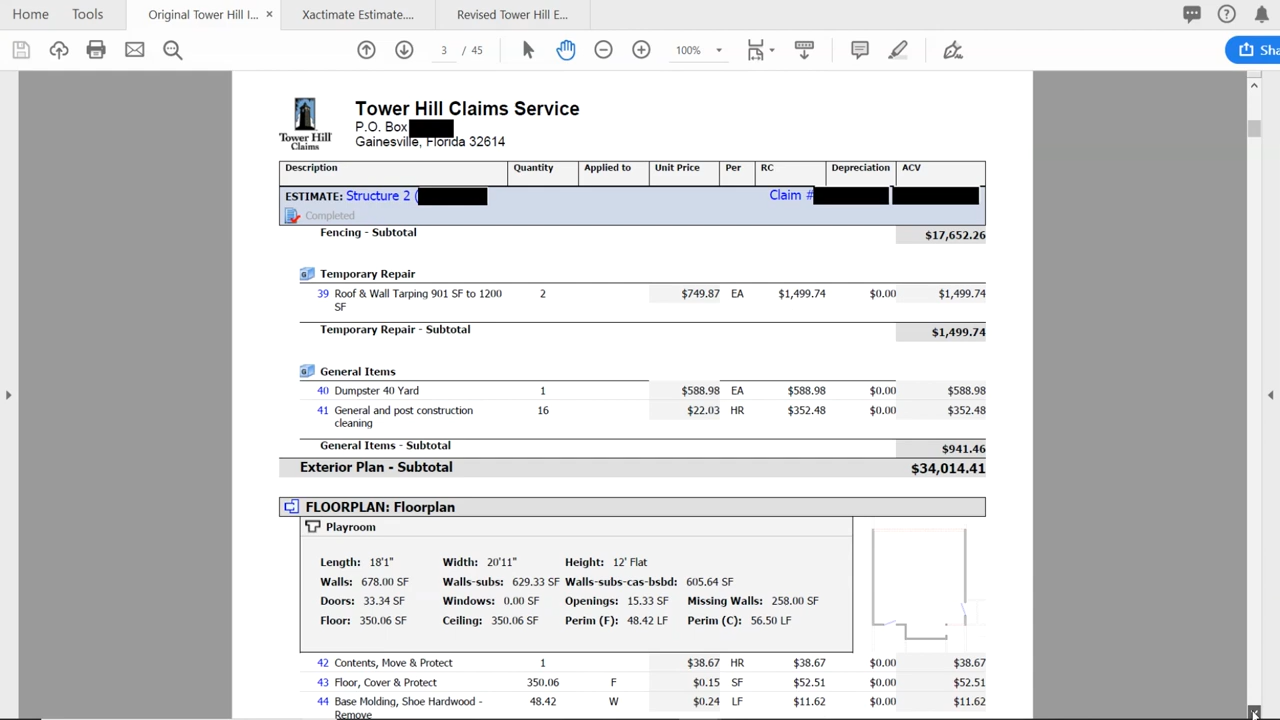 Home Tools Original Tower Hill I... × Xactimate Estimate.... Revised Tower Hill E...
3 / 45 100% Sha
Tower Hill Claims Service
P.O. Box
Gainesville, Florida 32614
Tower Hill
Claims
Description Quantity Applied to Unit Price Per RC Depreciation ACV
ESTIMATE: Structure 2 ( Claim #
Completed
Fencing - Subtotal $17,652.26
Temporary Repair
39 Roof & Wall Tarping 901 SF to 1200 2 $749.87 EA $1,499.74 $0.00 $1,499.74
SF
Temporary Repair - Subtotal $1,499.74
General Items
40 Dumpster 40 Yard 1 $588.98 EA $588.98 $0.00 $588.98
41 General and post construction 16 $22.03 HR $352.48 $0.00 $352.48
cleaning
General Items - Subtotal $941.46
Exterior Plan - Subtotal $34,014.41
FLOORPLAN: Floorplan
Playroom
Length: 18'1" Width: 20'11" Height: 12' Flat
Walls: 678.00 SF Walls-subs: 629.33 SF Walls-subs-cas-bsbd: 605.64 SF
Doors: 33.34 SF Windows: 0.00 SF Openings: 15.33 SF Missing Walls: 258.00 SF
Floor: 350.06 SF Ceiling: 350.06 SF Perim (F): 48.42 LF Perim (C): 56.50 LF
42 Contents, Move & Protect 1 $38.67 HR $38.67 $0.00 $38.67
43 Floor, Cover & Protect 350.06 F $0.15 SF $52.51 $0.00 $52.51
44 Base Molding, Shoe Hardwood - 48.42 W $0.24 LF $11.62 $0.00 $11.62
Remove